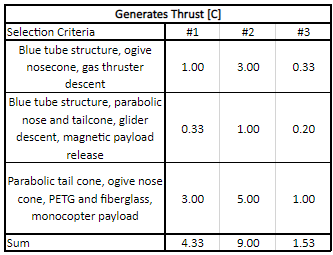 Generates Thrust [C]
Selection Criteria #1 #2 #3
Blue tube structure, ogive
nosecone, gas thruster
descent
1.00 3.00 0.33
Blue tube structure, parabolic
nose and tailcone, glider
descent, magnetic payload
release
0.33 1.00 0.20
Parabolic tail cone, ogive nose
cone, PETG and fiberglass,
monocopter payload
3.00 5.00 1.00
Sum 4.33 9.00 1.53